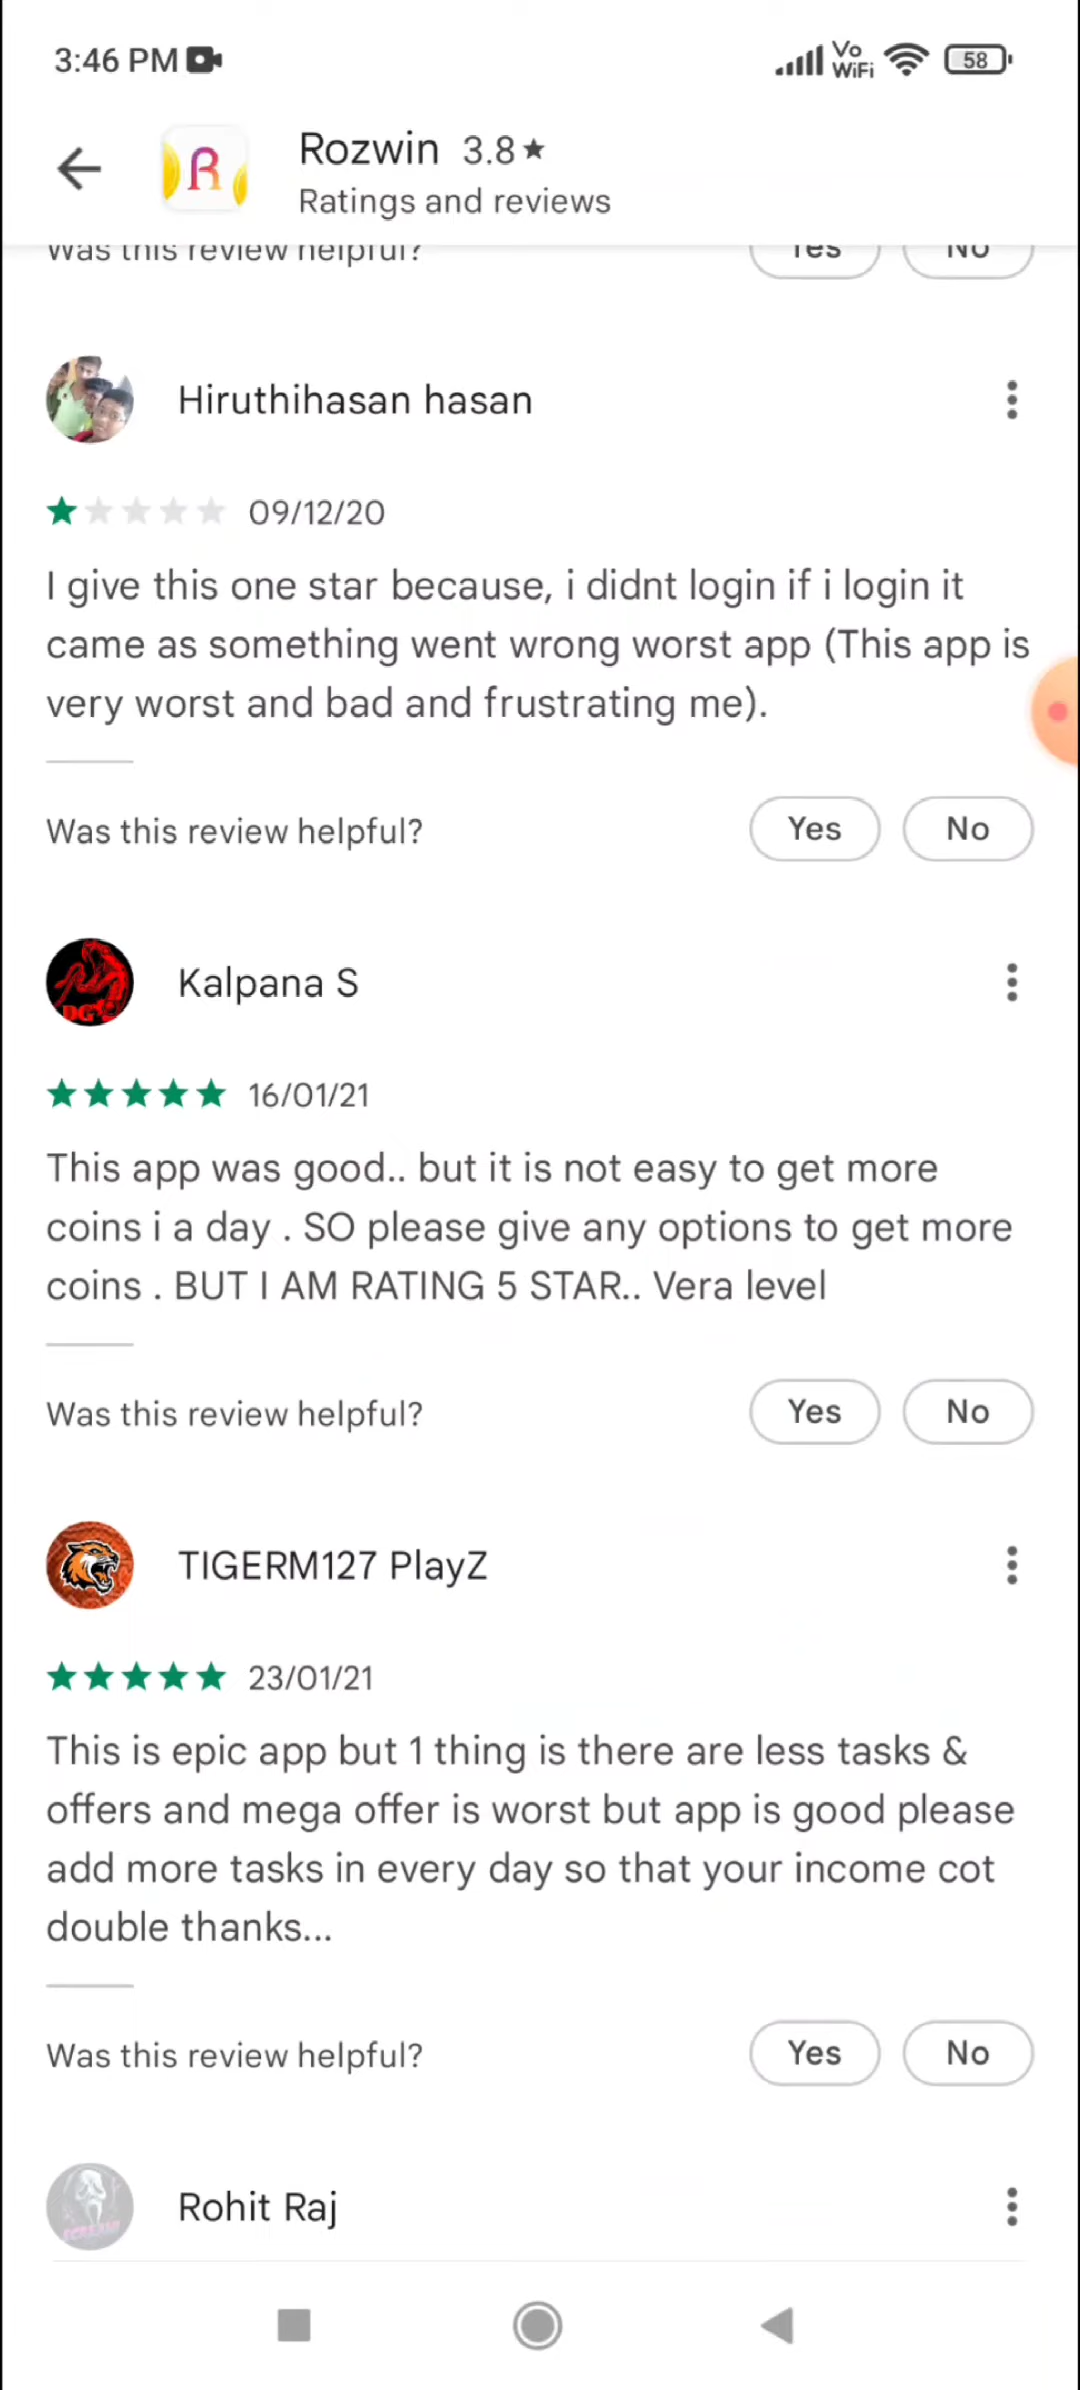 3:46 PM
Vo
WiFi
58
Rozwin 3.8★
Ratings and reviews
Was this review helpful?
Yes
No
Hiruthihasan hasan
09/12/20
I give this one star because, i didnt login if i login it
came as something went wrong worst app (This app is
very worst and bad and frustrating me).
Was this review helpful?
Yes
No
Kalpana S
16/01/21
This app was good.. but it is not easy to get more
coins i a day . SO please give any options to get more
coins . BUT I AM RATING 5 STAR.. Vera level
Was this review helpful?
Yes
No
TIGERM127 PlayZ
23/01/21
This is epic app but 1 thing is there are less tasks &
offers and mega offer is worst but app is good please
add more tasks in every day so that your income cot
double thanks...
Was this review helpful?
Yes
No
Rohit Raj